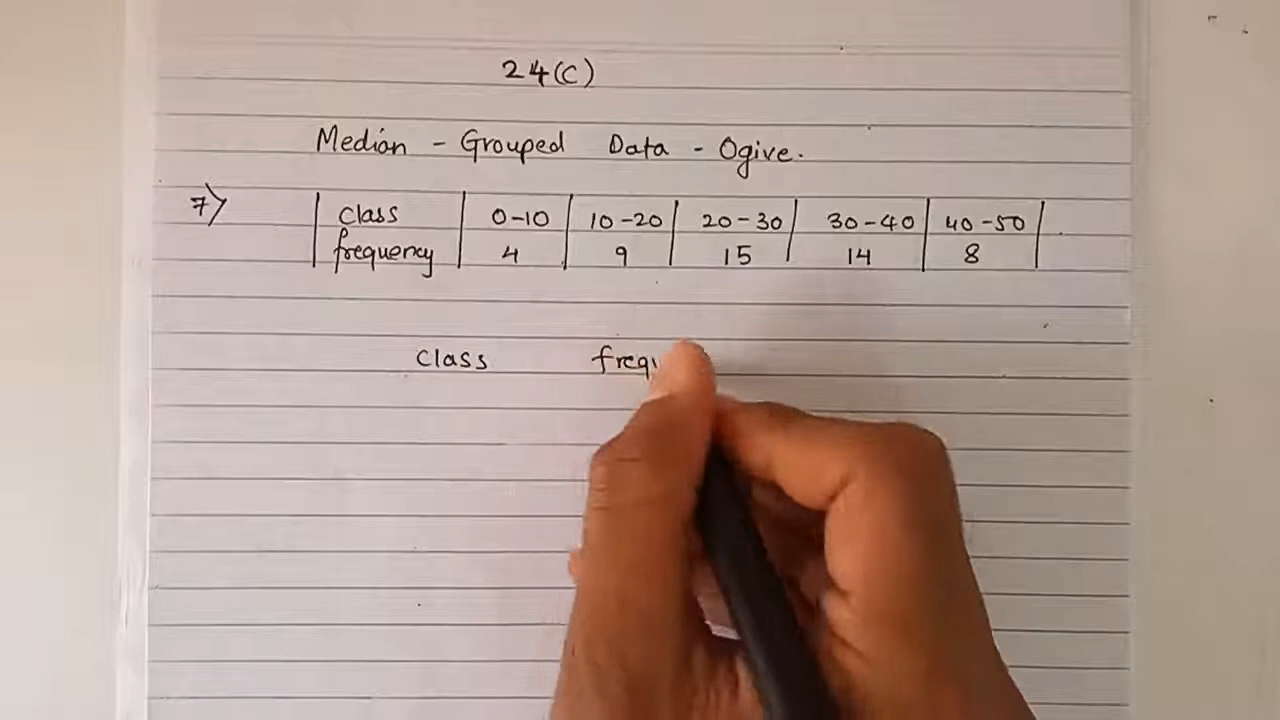 24(C)
Median - Grouped Data - Ogive.
7) class 0-10 10-20 20-30 30-40 40-50
frequency 4 9 15 14 8
class